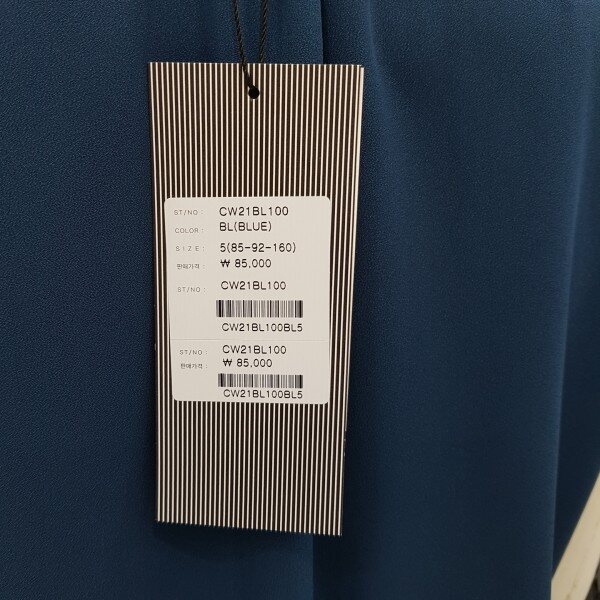 ST/NO : CW21BL100
COLOR : BL(BLUE)
SIZE : 5(85-92-160)
판매가격 : ₩ 85,000
ST/NO : CW21BL100
CW21BL100BL5
ST/NO : CW21BL100
판매가격 : ₩ 85,000
CW21BL100BL5